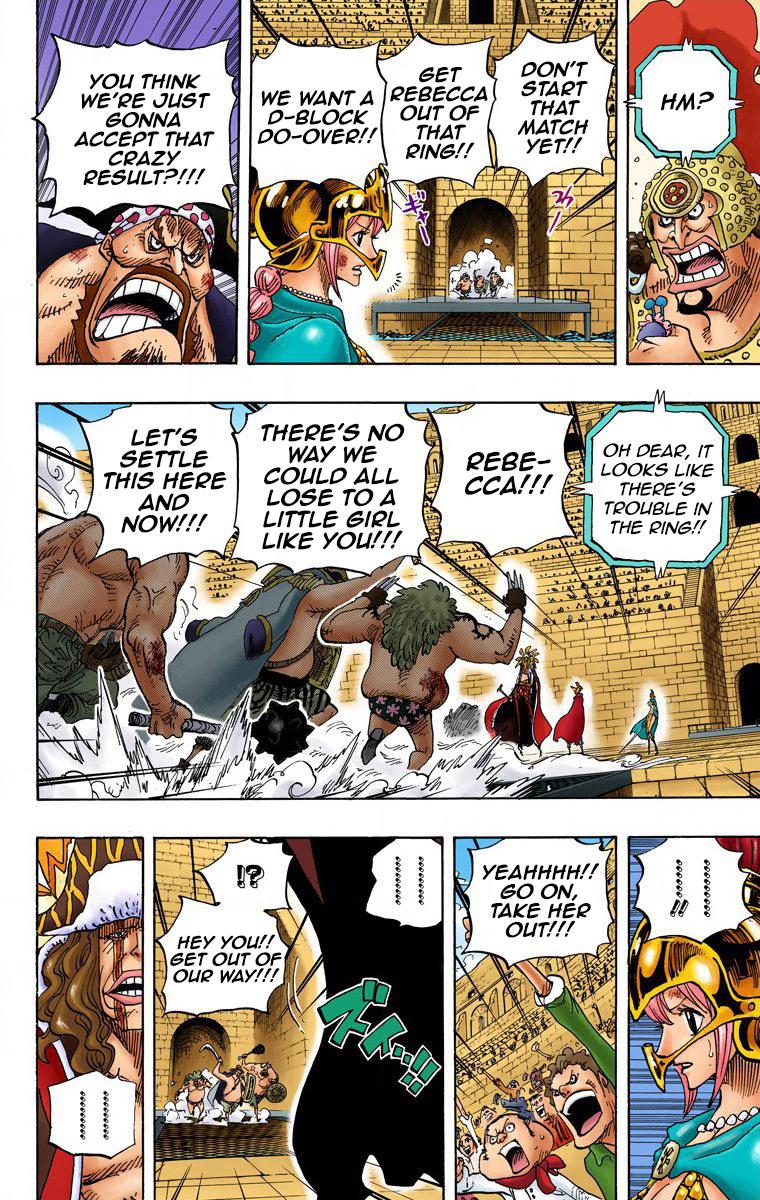 HM?
DON'T
START
THAT
MATCH
YET!!
GET
REBECCA
OUT OF
THAT
RING!!
WE WANT A
D-BLOCK
DO-OVER!!
YOU THINK
WE'RE JUST
GONNA
ACCEPT THAT
CRAZY
RESULT?!!!
OH DEAR, IT
LOOKS LIKE
THERE'S
TROUBLE IN
THE RING!!
REBE-
CCA!!!
THERE'S NO
WAY WE
COULD ALL
LOSE TO A
LITTLE GIRL
LIKE YOU!!!
LET'S
SETTLE
THIS HERE
AND
NOW!!!
!!
YEAHHHH!!
GO ON,
TAKE HER
OUT!!!
!?
HEY YOU!!
GET OUT OF
OUR WAY!!!
ズドッ…!!